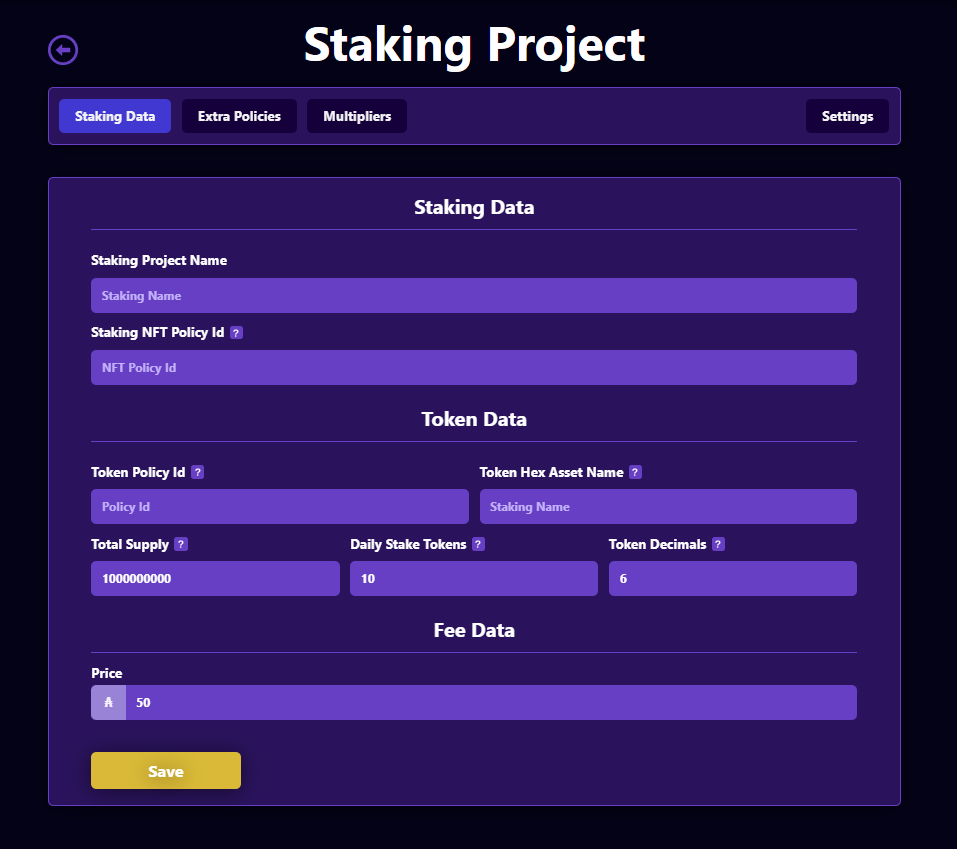 Staking Project
Staking Data Extra Policies Multipliers Settings
Staking Data
Staking Project Name
Staking Name
Staking NFT Policy Id ?
NFT Policy Id
Token Data
Token Policy Id ? Token Hex Asset Name ?
Policy Id Staking Name
Total Supply ? Daily Stake Tokens ? Token Decimals ?
1000000000 10 6
Fee Data
Price
₳ 50
Save